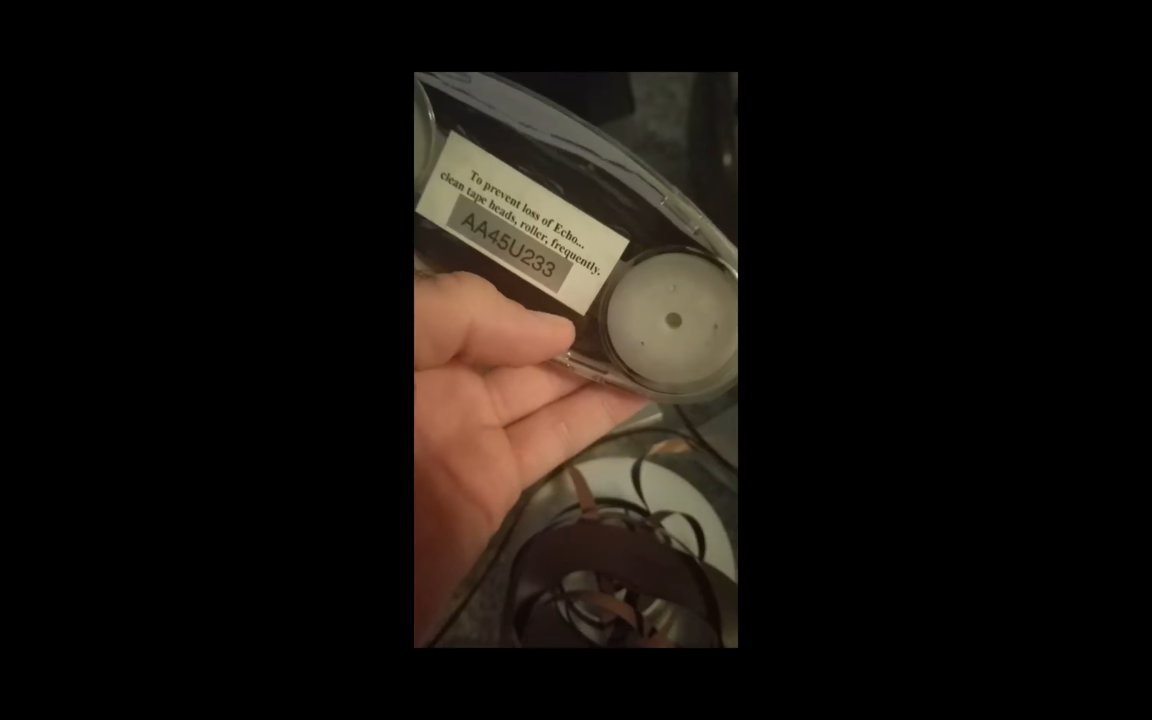 To prevent loss of Echo...
clean tape heads, roller, frequently.
AA45U233